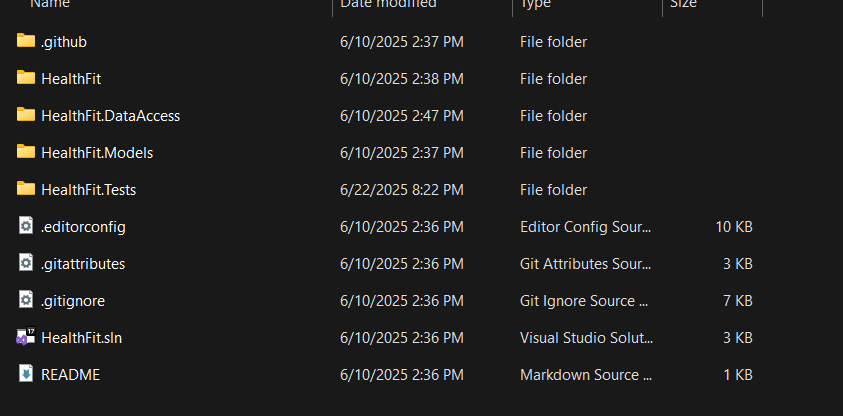 Name Date modified Type Size
.github 6/10/2025 2:37 PM File folder
HealthFit 6/10/2025 2:38 PM File folder
HealthFit.DataAccess 6/10/2025 2:47 PM File folder
HealthFit.Models 6/10/2025 2:37 PM File folder
HealthFit.Tests 6/22/2025 8:22 PM File folder
.editorconfig 6/10/2025 2:36 PM Editor Config Sour... 10 KB
.gitattributes 6/10/2025 2:36 PM Git Attributes Sour... 3 KB
.gitignore 6/10/2025 2:36 PM Git Ignore Source ... 7 KB
17 HealthFit.sln 6/10/2025 2:36 PM Visual Studio Solut... 3 KB
README 6/10/2025 2:36 PM Markdown Source ... 1 KB